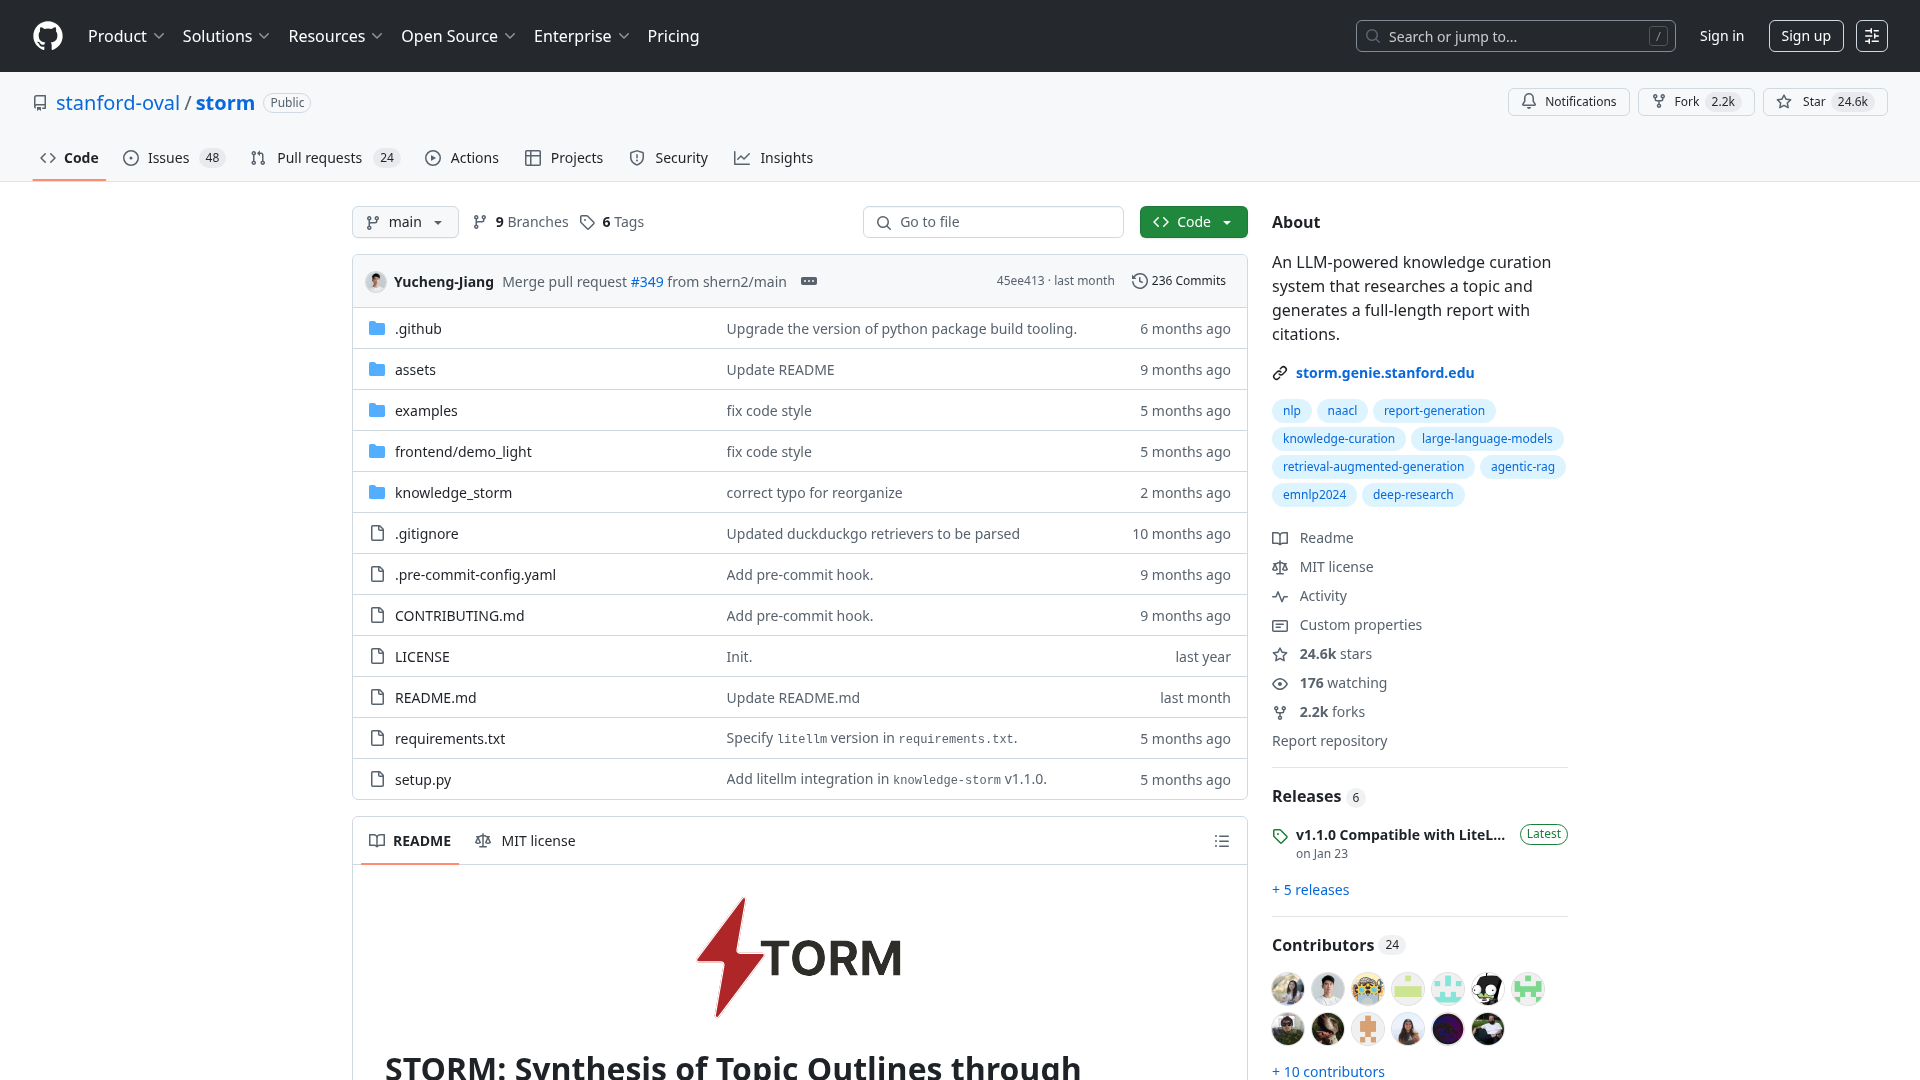 Product Solutions Resources Open Source Enterprise Pricing Search or jump to... / Sign in Sign up
stanford-oval / storm Public Notifications Fork 2.2k Star 24.6k
Code Issues 48 Pull requests 24 Actions Projects Security Insights
main 9 Branches 6 Tags Go to file Code
Yucheng-Jiang Merge pull request #349 from shern2/main 45ee413 · last month 236 Commits
.github Upgrade the version of python package build tooling. 6 months ago
assets Update README 9 months ago
examples fix code style 5 months ago
frontend/demo_light fix code style 5 months ago
knowledge_storm correct typo for reorganize 2 months ago
.gitignore Updated duckduckgo retrievers to be parsed 10 months ago
.pre-commit-config.yaml Add pre-commit hook. 9 months ago
CONTRIBUTING.md Add pre-commit hook. 9 months ago
LICENSE Init. last year
README.md Update README.md last month
requirements.txt Specify litellm version in requirements.txt. 5 months ago
setup.py Add litellm integration in knowledge-storm v1.1.0. 5 months ago
README MIT license
TORM
STORM: Synthesis of Topic Outlines through
About
An LLM-powered knowledge curation
system that researches a topic and
generates a full-length report with
citations.
storm.genie.stanford.edu
nlp naacl report-generation
knowledge-curation large-language-models
retrieval-augmented-generation agentic-rag
emnlp2024 deep-research
Readme
MIT license
Activity
Custom properties
24.6k stars
176 watching
2.2k forks
Report repository
Releases 6
v1.1.0 Compatible with LiteL... Latest
on Jan 23
+ 5 releases
Contributors 24
+ 10 contributors